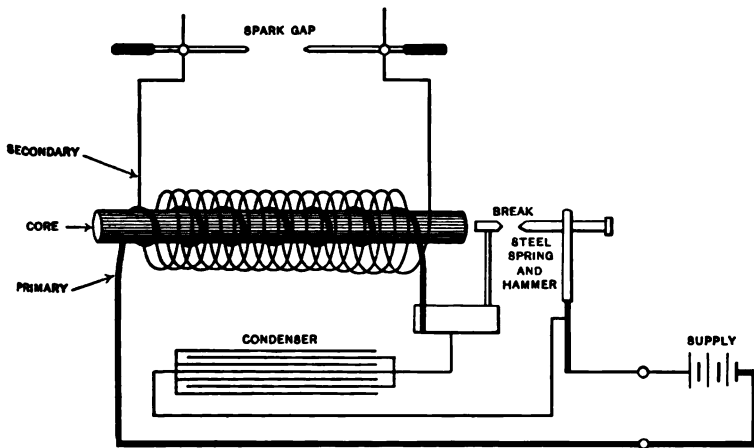 SPARK GAP
SECONDARY
CORE
PRIMARY
BREAK
STEEL
SPRING
AND
HAMMER
CONDENSER
SUPPLY